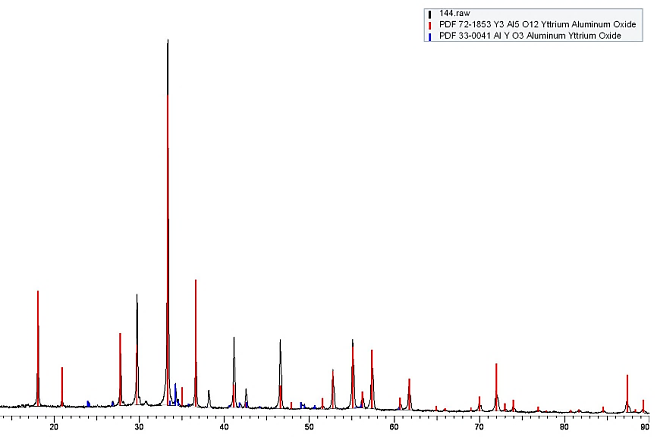 144.raw
PDF 72-1853 Y3 Al5 O12 Yttrium Aluminum Oxide
PDF 33-0041 Al Y O3 Aluminum Yttrium Oxide
20 30 40 50 60 70 80 90